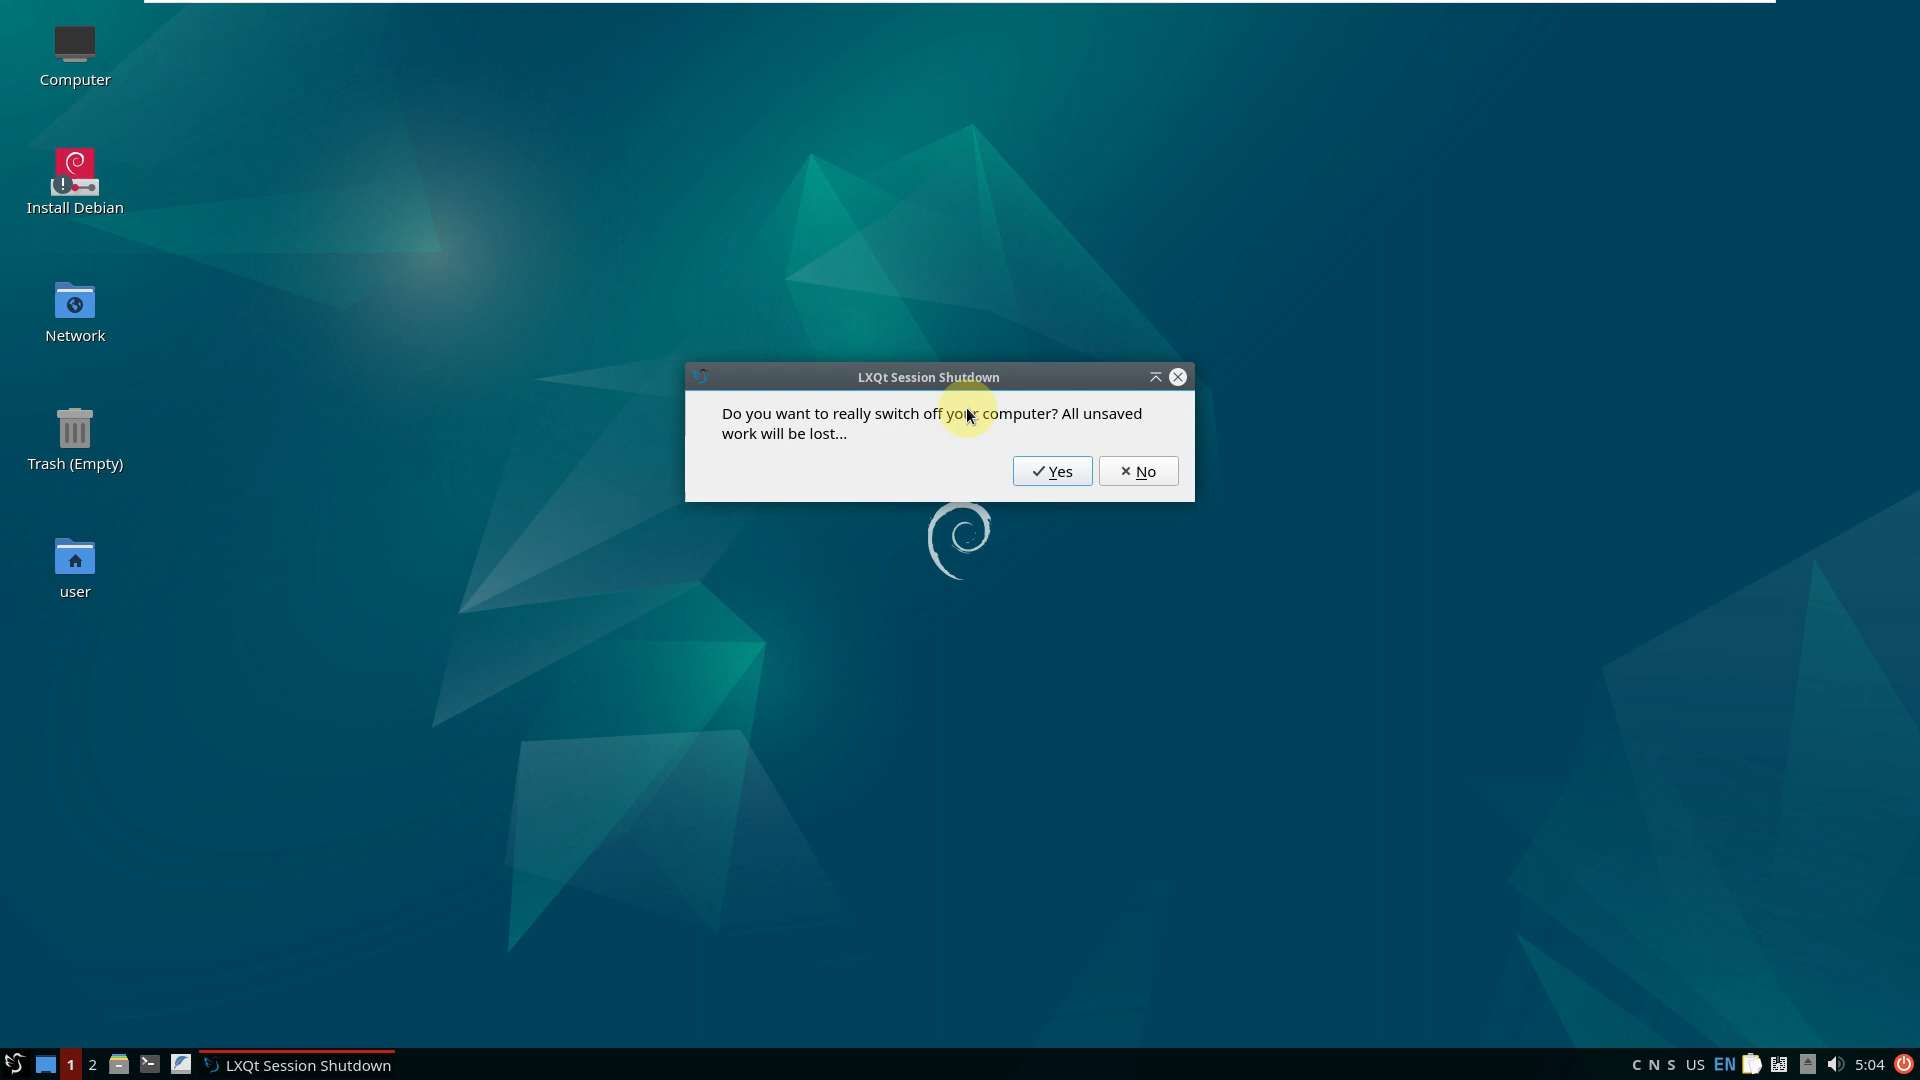 Computer
Install Debian
Network
Trash (Empty)
user
LXQt Session Shutdown
Do you want to really switch off your computer? All unsaved
work will be lost...
Yes
No
1
2
LXQt Session Shutdown
C N S
US
EN
5:04